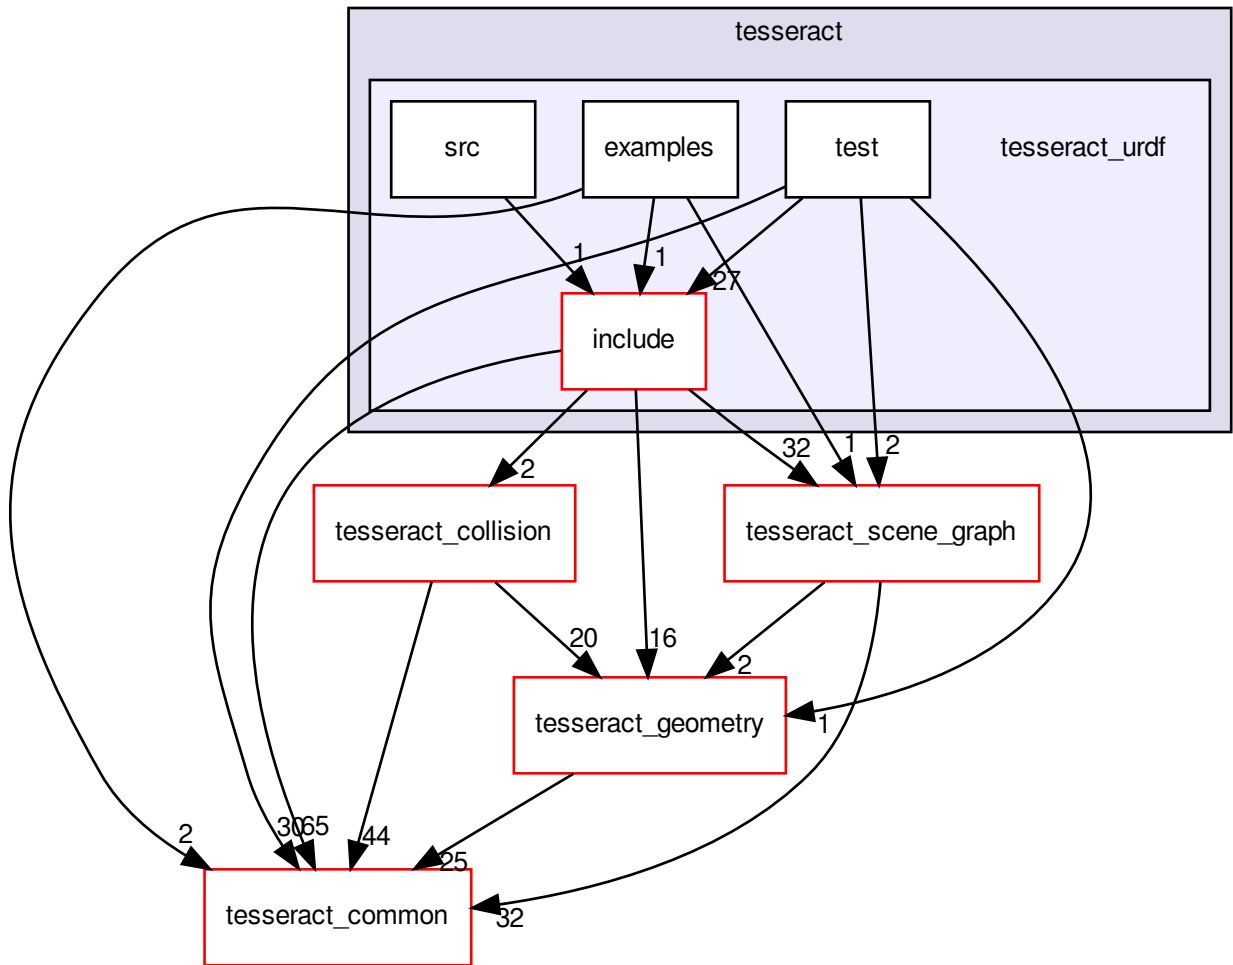 tesseract
src
examples
test
tesseract_urdf
1
1
27
include
2
32
1
2
tesseract_collision
tesseract_scene_graph
20
16
2
tesseract_geometry
1
2
30
65
44
25
tesseract_common
32